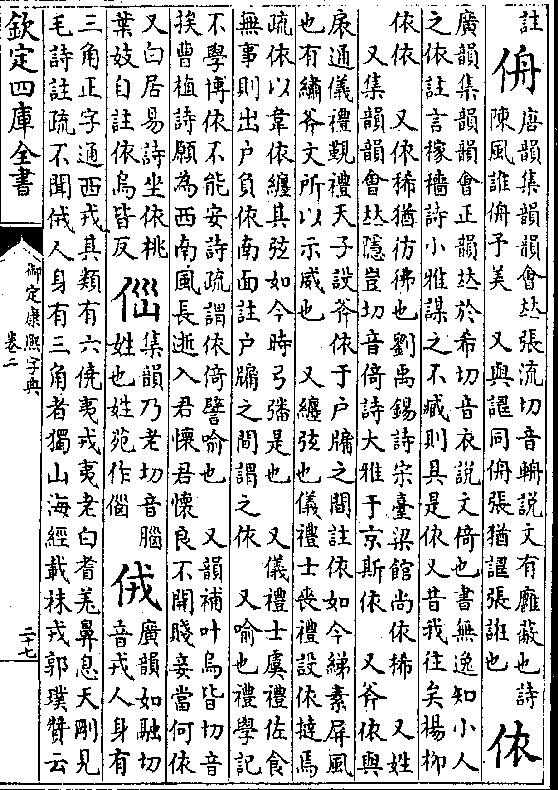 註
侜
唐韻集韻韻會𠀤張流切音輈說文有廱蔽也詩
陳風誰侜予美 又與譸同侜張猶譸張誑也
依
廣韻集韻韻會正韻𠀤於希切音衣說文倚也書無逸知小人
之依註言稼穡詩小雅謀之不臧則具是依又昔我往矣楊柳
依依 又依稀猶彷彿也劉禹錫詩宋臺梁館尚依稀 又姓
又集韻韻會𠀤隱豈切音倚詩大雅于京斯依 又斧依與
扆通儀禮覲禮天子設斧依于户牖之間註依如今綈素屏風
也有繡斧文所以示威也 又纏弦也儀禮士喪禮設依撻焉
疏依以韋依纏其弦如今時弓是也 又儀禮士虞禮佐食
無事則出户負依南面註户牖之間謂之依 又喻也禮學記
不學博依不能安詩疏謂依倚譬喻也 又韻補叶烏皆切音
挨曹植詩願為西南風長逝入君懷君懷良不開賤妾當何依
又白居易詩坐依桃
葉妓自註依烏皆反
集韻乃老切音腦
姓也姓苑作㑎
㑄
廣韻如融切
音戎人身有
三角正字通西戎其類有六僥夷戎夷老白耆羌鼻息天剛見
毛詩註疏不聞㑄人身有三角者獨山海經載祙戎郭璞贊云
欽定四庫全書
御定康熙字典
卷二
二十七